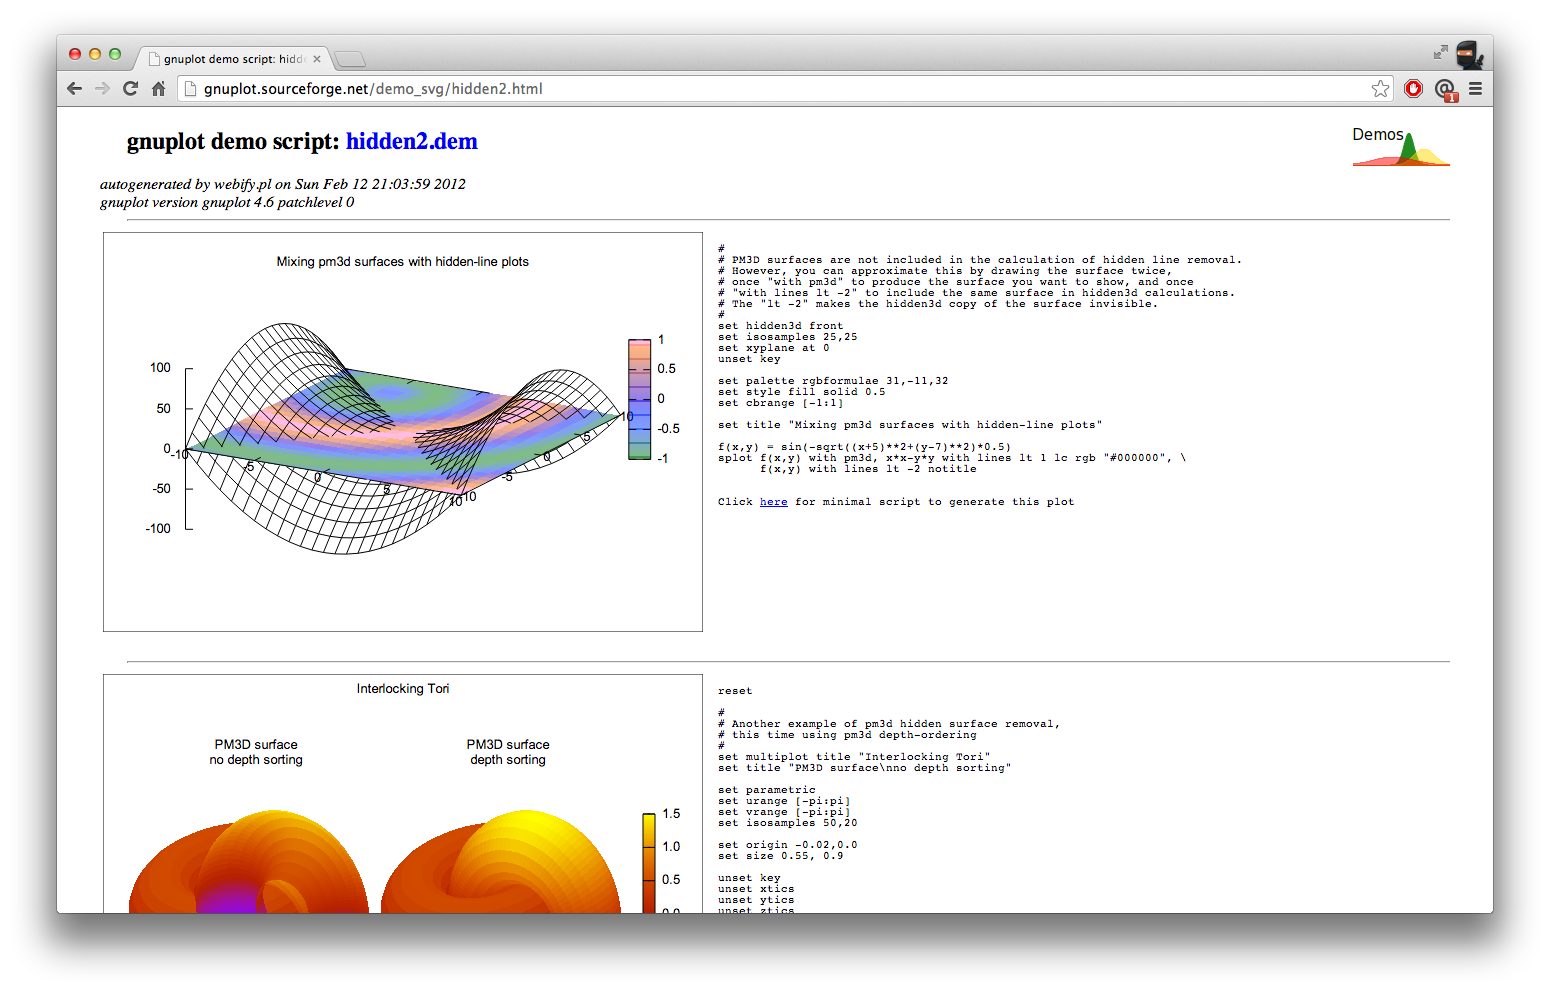 gnuplot demo script: hidd
gnuplot.sourceforge.net/demo_svg/hidden2.html
1
gnuplot demo script: hidden2.dem
Demos
autogenerated by webify.pl on Sun Feb 12 21:03:59 2012
gnuplot version gnuplot 4.6 patchlevel 0
Mixing pm3d surfaces with hidden-line plots
100
50
0
-50
-100
-10
-5
0
5
10
-10
-5
0
5
10
1
0.5
0
-0.5
-1
#
# PM3D surfaces are not included in the calculation of hidden line removal.
# However, you can approximate this by drawing the surface twice,
# once "with pm3d" to produce the surface you want to show, and once
# "with lines lt -2" to include the same surface in hidden3d calculations.
# The "lt -2" makes the hidden3d copy of the surface invisible.
#
set hidden3d front
set isosamples 25,25
set xyplane at 0
unset key
set palette rgbformulae 31,-11,32
set style fill solid 0.5
set cbrange [-1:1]
set title "Mixing pm3d surfaces with hidden-line plots"
f(x,y) = sin(-sqrt((x+5)**2+(y-7)**2)*0.5)
splot f(x,y) with pm3d, x*x-y*y with lines lt 1 lc rgb "#000000", \
f(x,y) with lines lt -2 notitle
Click here for minimal script to generate this plot
Interlocking Tori
PM3D surface
no depth sorting
PM3D surface
depth sorting
1.5
1.0
0.5
0.0
reset
#
# Another example of pm3d hidden surface removal,
# this time using pm3d depth-ordering
#
set multiplot title "Interlocking Tori"
set title "PM3D surface\nno depth sorting"
set parametric
set urange [-pi:pi]
set vrange [-pi:pi]
set isosamples 50,20
set origin -0.02,0.0
set size 0.55, 0.9
unset key
unset xtics
unset ytics
unset ztics